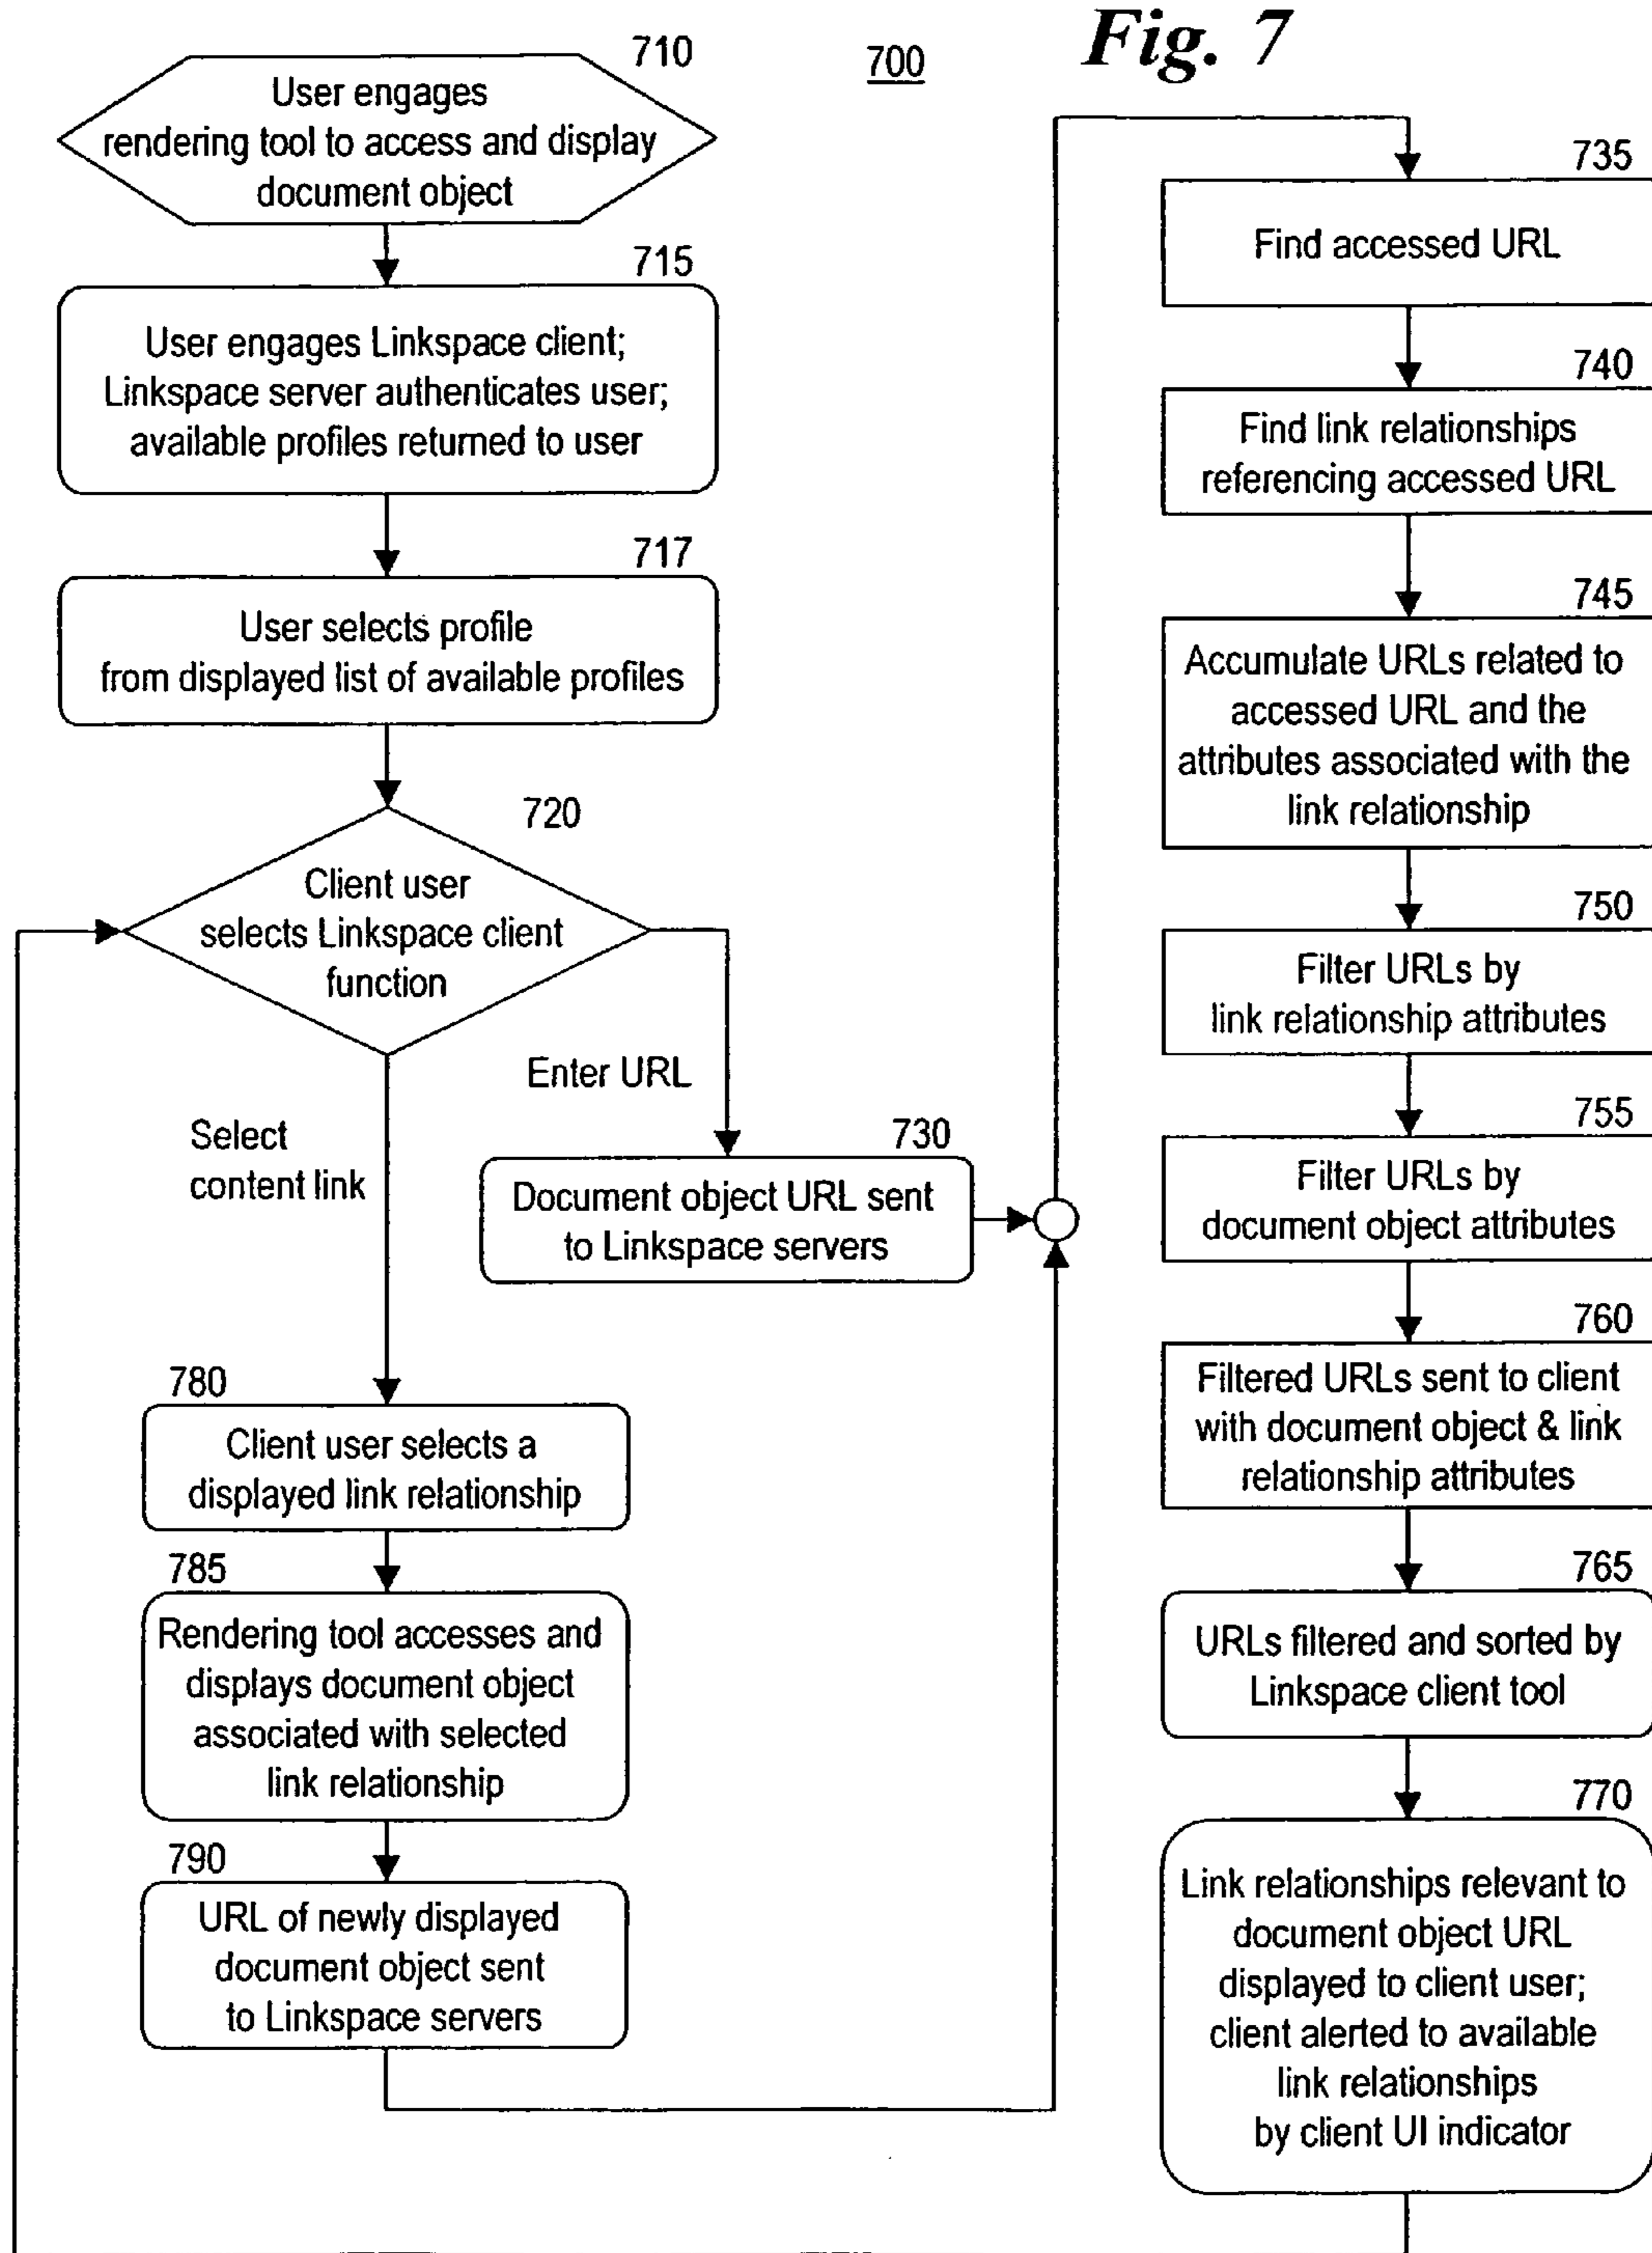 Fig. 7
700
710
User engages
rendering tool to access and display
document object
715
User engages Linkspace client;
Linkspace server authenticates user;
available profiles returned to user
717
User selects profile
from displayed list of available profiles
720
Client user
selects Linkspace client
function
Enter URL
Select
content link
730
Document object URL sent
to Linkspace servers
780
Client user selects a
displayed link relationship
785
Rendering tool accesses and
displays document object
associated with selected
link relationship
790
URL of newly displayed
document object sent
to Linkspace servers
735
Find accessed URL
740
Find link relationships
referencing accessed URL
745
Accumulate URLs related to
accessed URL and the
attributes associated with the
link relationship
750
Filter URLs by
link relationship attributes
755
Filter URLs by
document object attributes
760
Filtered URLs sent to client
with document object & link
relationship attributes
765
URLs filtered and sorted by
Linkspace client tool
770
Link relationships relevant to
document object URL
displayed to client user;
client alerted to available
link relationships
by client UI indicator